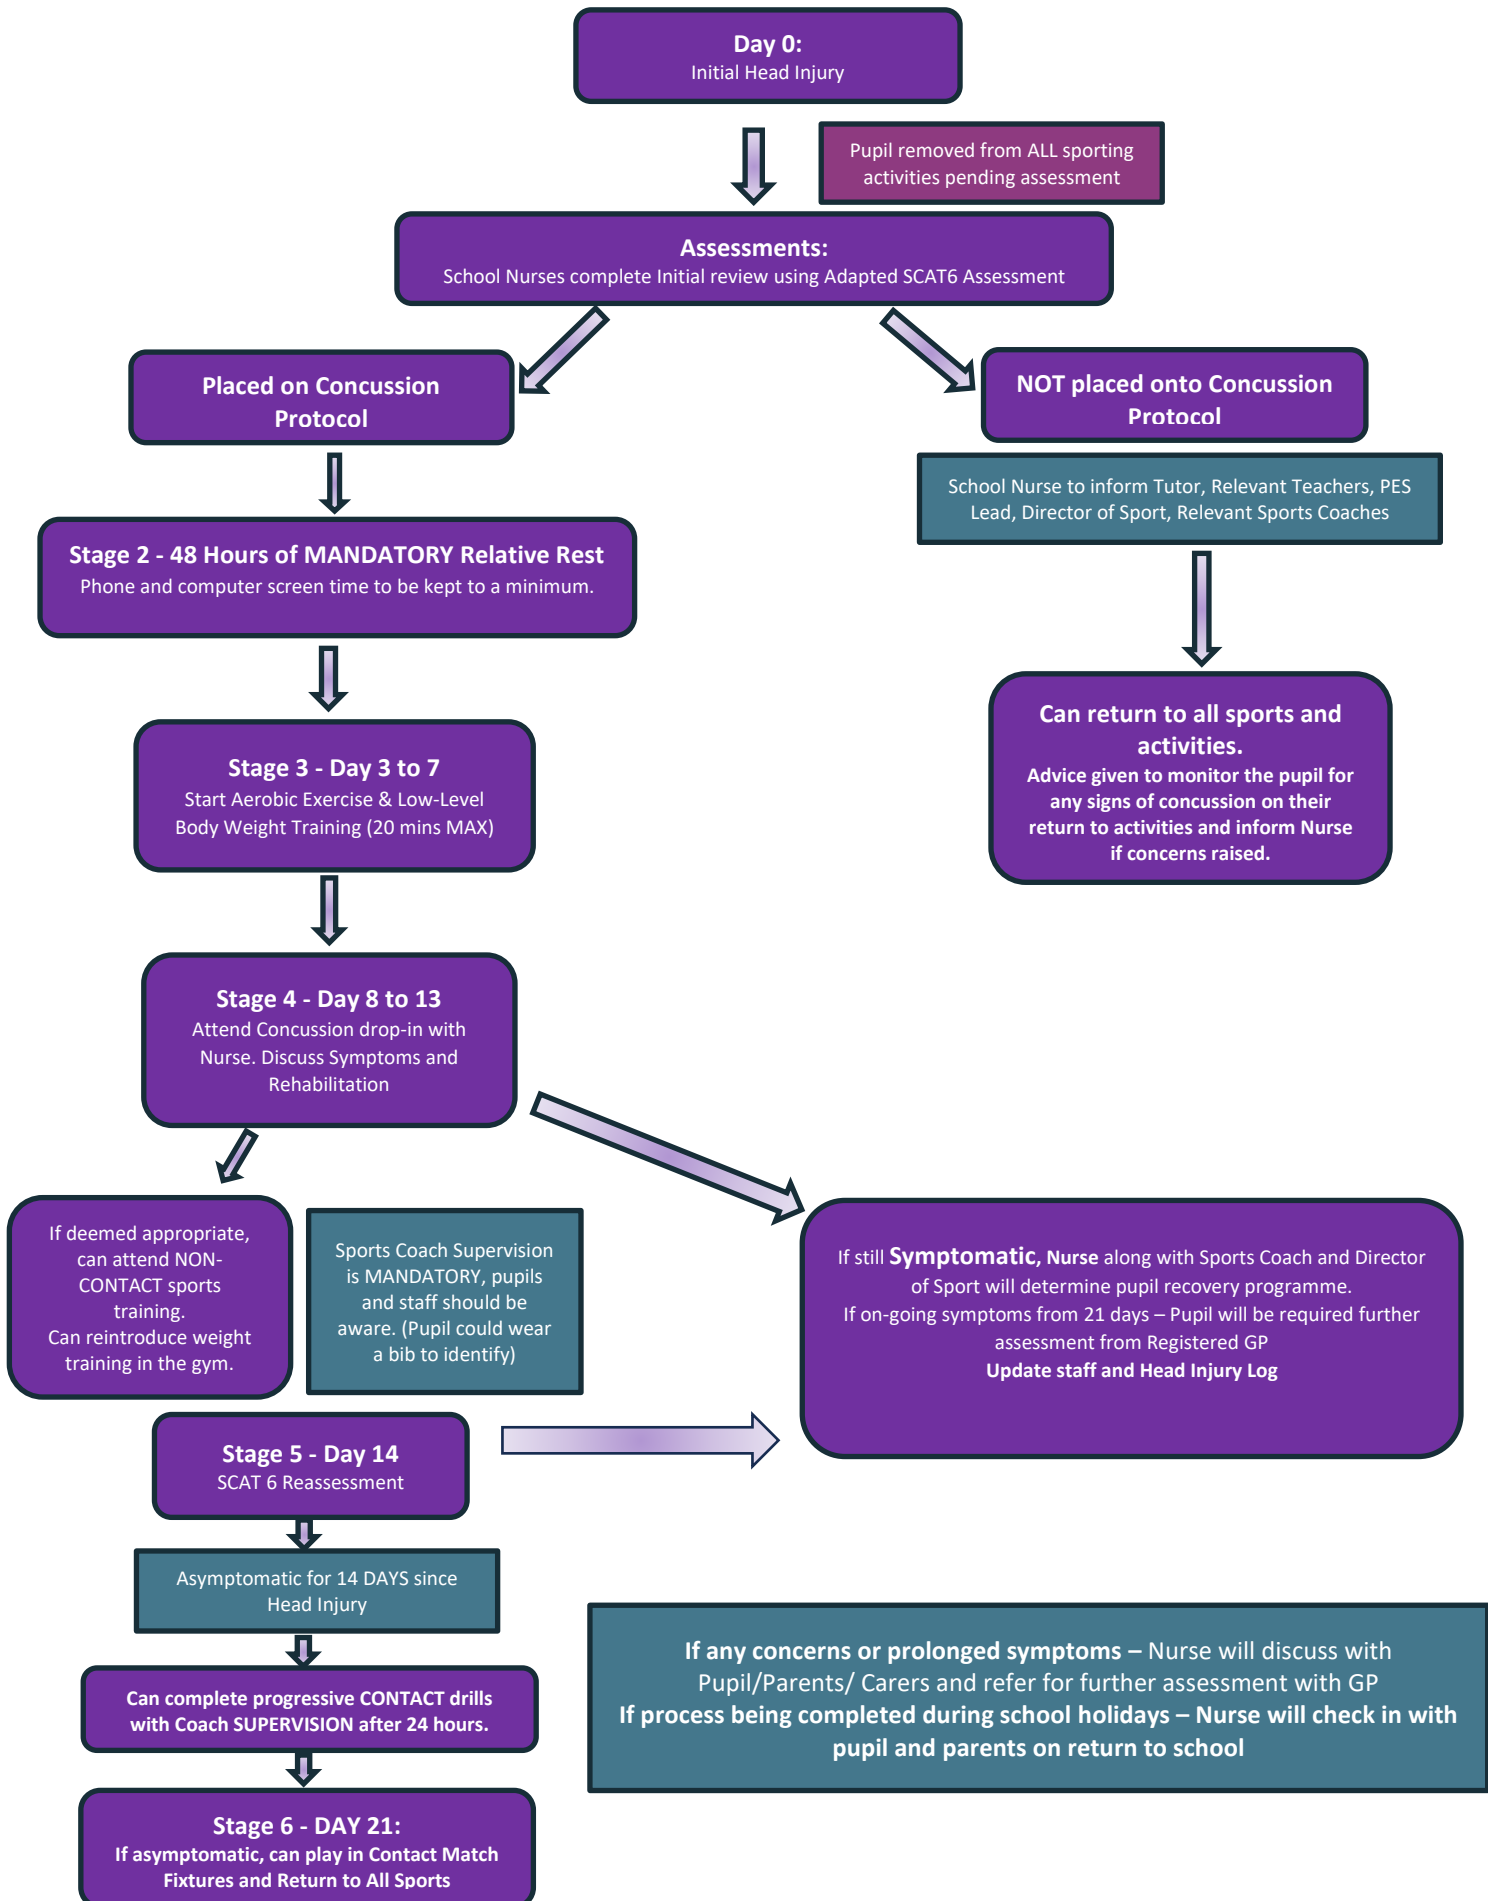 Day 0:
Initial Head Injury
Pupil removed from ALL sporting
activities pending assessment
Assessments:
School Nurses complete Initial review using Adapted SCAT6 Assessment
Placed on Concussion
Protocol
NOT placed onto Concussion
Protocol
School Nurse to inform Tutor, Relevant Teachers, PES
Lead, Director of Sport, Relevant Sports Coaches
Stage 2 - 48 Hours of MANDATORY Relative Rest
Phone and computer screen time to be kept to a minimum.
Can return to all sports and
activities.
Advice given to monitor the pupil for
any signs of concussion on their
return to activities and inform Nurse
if concerns raised.
Stage 3 - Day 3 to 7
Start Aerobic Exercise & Low-Level
Body Weight Training (20 mins MAX)
Stage 4 - Day 8 to 13
Attend Concussion drop-in with
Nurse. Discuss Symptoms and
Rehabilitation
If deemed appropriate,
can attend NON-
CONTACT sports
training.
Can reintroduce weight
training in the gym.
Sports Coach Supervision
is MANDATORY, pupils
and staff should be
aware. (Pupil could wear
a bib to identify)
If still Symptomatic, Nurse along with Sports Coach and Director
of Sport will determine pupil recovery programme.
If on-going symptoms from 21 days – Pupil will be required further
assessment from Registered GP
Update staff and Head Injury Log
Stage 5 - Day 14
SCAT 6 Reassessment
Asymptomatic for 14 DAYS since
Head Injury
Can complete progressive CONTACT drills
with Coach SUPERVISION after 24 hours.
Stage 6 - DAY 21:
If asymptomatic, can play in Contact Match
Fixtures and Return to All Sports
If any concerns or prolonged symptoms – Nurse will discuss with
Pupil/Parents/ Carers and refer for further assessment with GP
If process being completed during school holidays – Nurse will check in with
pupil and parents on return to school